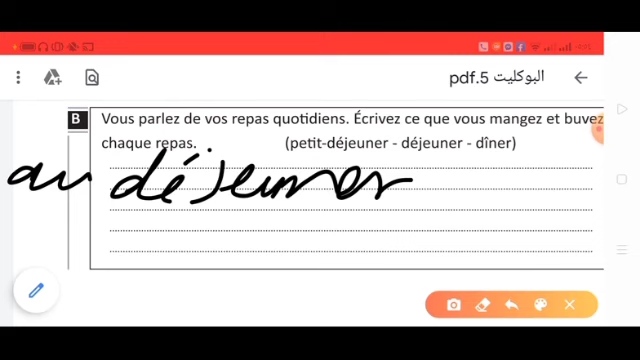 البوكليت 5.pdf
B
Vous parlez de vos repas quotidiens. Écrivez ce que vous mangez et buvez
chaque repas. (petit-déjeuner - déjeuner - dîner)
au déjeuner